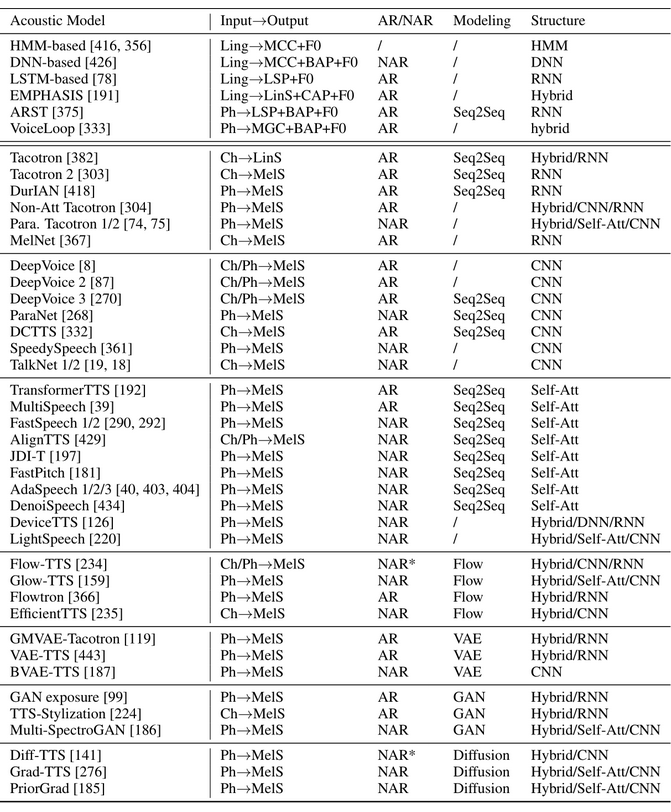 Acoustic Model Input→Output AR/NAR Modeling Structure
HMM-based [416, 356] Ling→MCC+F0 / / HMM
DNN-based [426] Ling→MCC+BAP+F0 NAR / DNN
LSTM-based [78] Ling→LSP+F0 AR / RNN
EMPHASIS [191] Ling→LinS+CAP+F0 AR / Hybrid
ARST [375] Ph→LSP+BAP+F0 AR Seq2Seq RNN
VoiceLoop [333] Ph→MGC+BAP+F0 AR / hybrid
Tacotron [382] Ch→LinS AR Seq2Seq Hybrid/RNN
Tacotron 2 [303] Ch→MelS AR Seq2Seq RNN
DurIAN [418] Ph→MelS AR Seq2Seq RNN
Non-Att Tacotron [304] Ph→MelS AR / Hybrid/CNN/RNN
Para. Tacotron 1/2 [74, 75] Ph→MelS NAR / Hybrid/Self-Att/CNN
MelNet [367] Ch→MelS AR / RNN
DeepVoice [8] Ch/Ph→MelS AR / CNN
DeepVoice 2 [87] Ch/Ph→MelS AR / CNN
DeepVoice 3 [270] Ch/Ph→MelS AR Seq2Seq CNN
ParaNet [268] Ph→MelS NAR Seq2Seq CNN
DCTTS [332] Ch→MelS AR Seq2Seq CNN
SpeedySpeech [361] Ph→MelS NAR / CNN
TalkNet 1/2 [19, 18] Ch→MelS NAR / CNN
TransformerTTS [192] Ph→MelS AR Seq2Seq Self-Att
MultiSpeech [39] Ph→MelS AR Seq2Seq Self-Att
FastSpeech 1/2 [290, 292] Ph→MelS NAR Seq2Seq Self-Att
AlignTTS [429] Ch/Ph→MelS NAR Seq2Seq Self-Att
JDI-T [197] Ph→MelS NAR Seq2Seq Self-Att
FastPitch [181] Ph→MelS NAR Seq2Seq Self-Att
AdaSpeech 1/2/3 [40, 403, 404] Ph→MelS NAR Seq2Seq Self-Att
DenoiSpeech [434] Ph→MelS NAR Seq2Seq Self-Att
DeviceTTS [126] Ph→MelS NAR / Hybrid/DNN/RNN
LightSpeech [220] Ph→MelS NAR / Hybrid/Self-Att/CNN
Flow-TTS [234] Ch/Ph→MelS NAR* Flow Hybrid/CNN/RNN
Glow-TTS [159] Ph→MelS NAR Flow Hybrid/Self-Att/CNN
Flowtron [366] Ph→MelS AR Flow Hybrid/RNN
EfficientTTS [235] Ch→MelS NAR Flow Hybrid/CNN
GMVAE-Tacotron [119] Ph→MelS AR VAE Hybrid/RNN
VAE-TTS [443] Ph→MelS AR VAE Hybrid/RNN
BVAE-TTS [187] Ph→MelS NAR VAE CNN
GAN exposure [99] Ph→MelS AR GAN Hybrid/RNN
TTS-Stylization [224] Ch→MelS AR GAN Hybrid/RNN
Multi-SpectroGAN [186] Ph→MelS NAR GAN Hybrid/Self-Att/CNN
Diff-TTS [141] Ph→MelS NAR* Diffusion Hybrid/CNN
Grad-TTS [276] Ph→MelS NAR Diffusion Hybrid/Self-Att/CNN
PriorGrad [185] Ph→MelS NAR Diffusion Hybrid/Self-Att/CNN